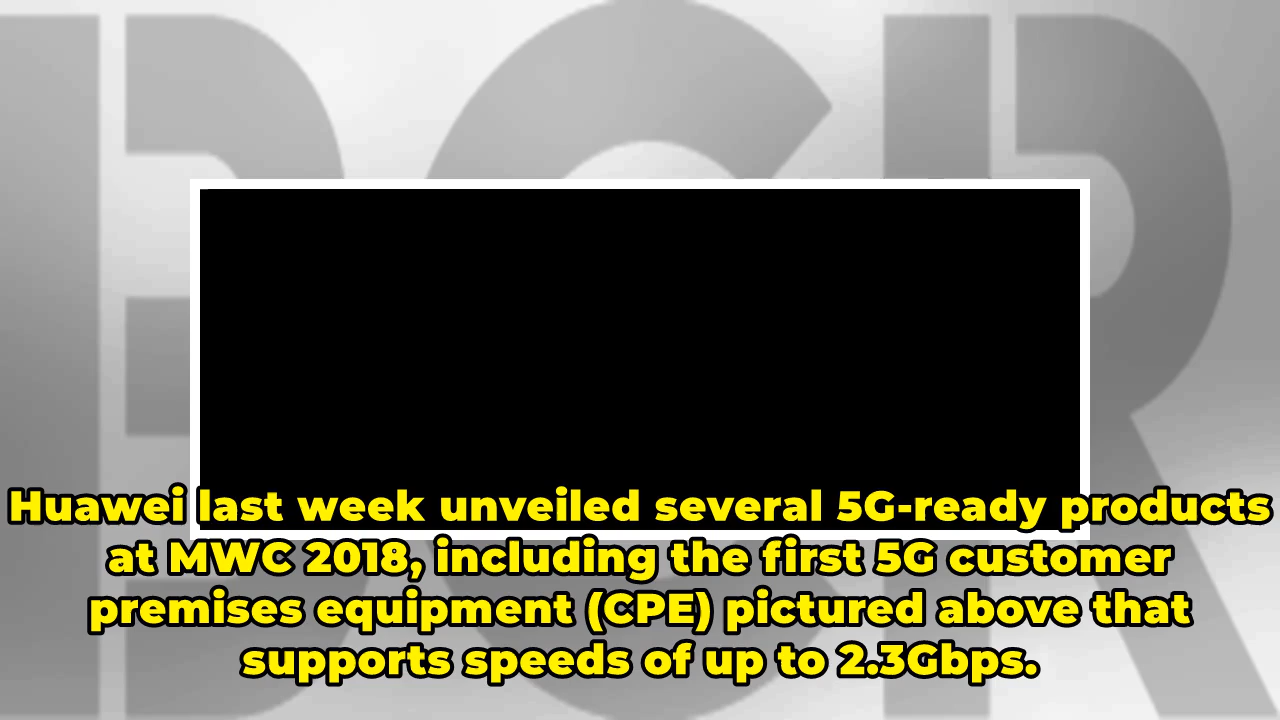 BCR
Huawei last week unveiled several 5G-ready products
at MWC 2018, including the first 5G customer
premises equipment (CPE) pictured above that
supports speeds of up to 2.3Gbps.